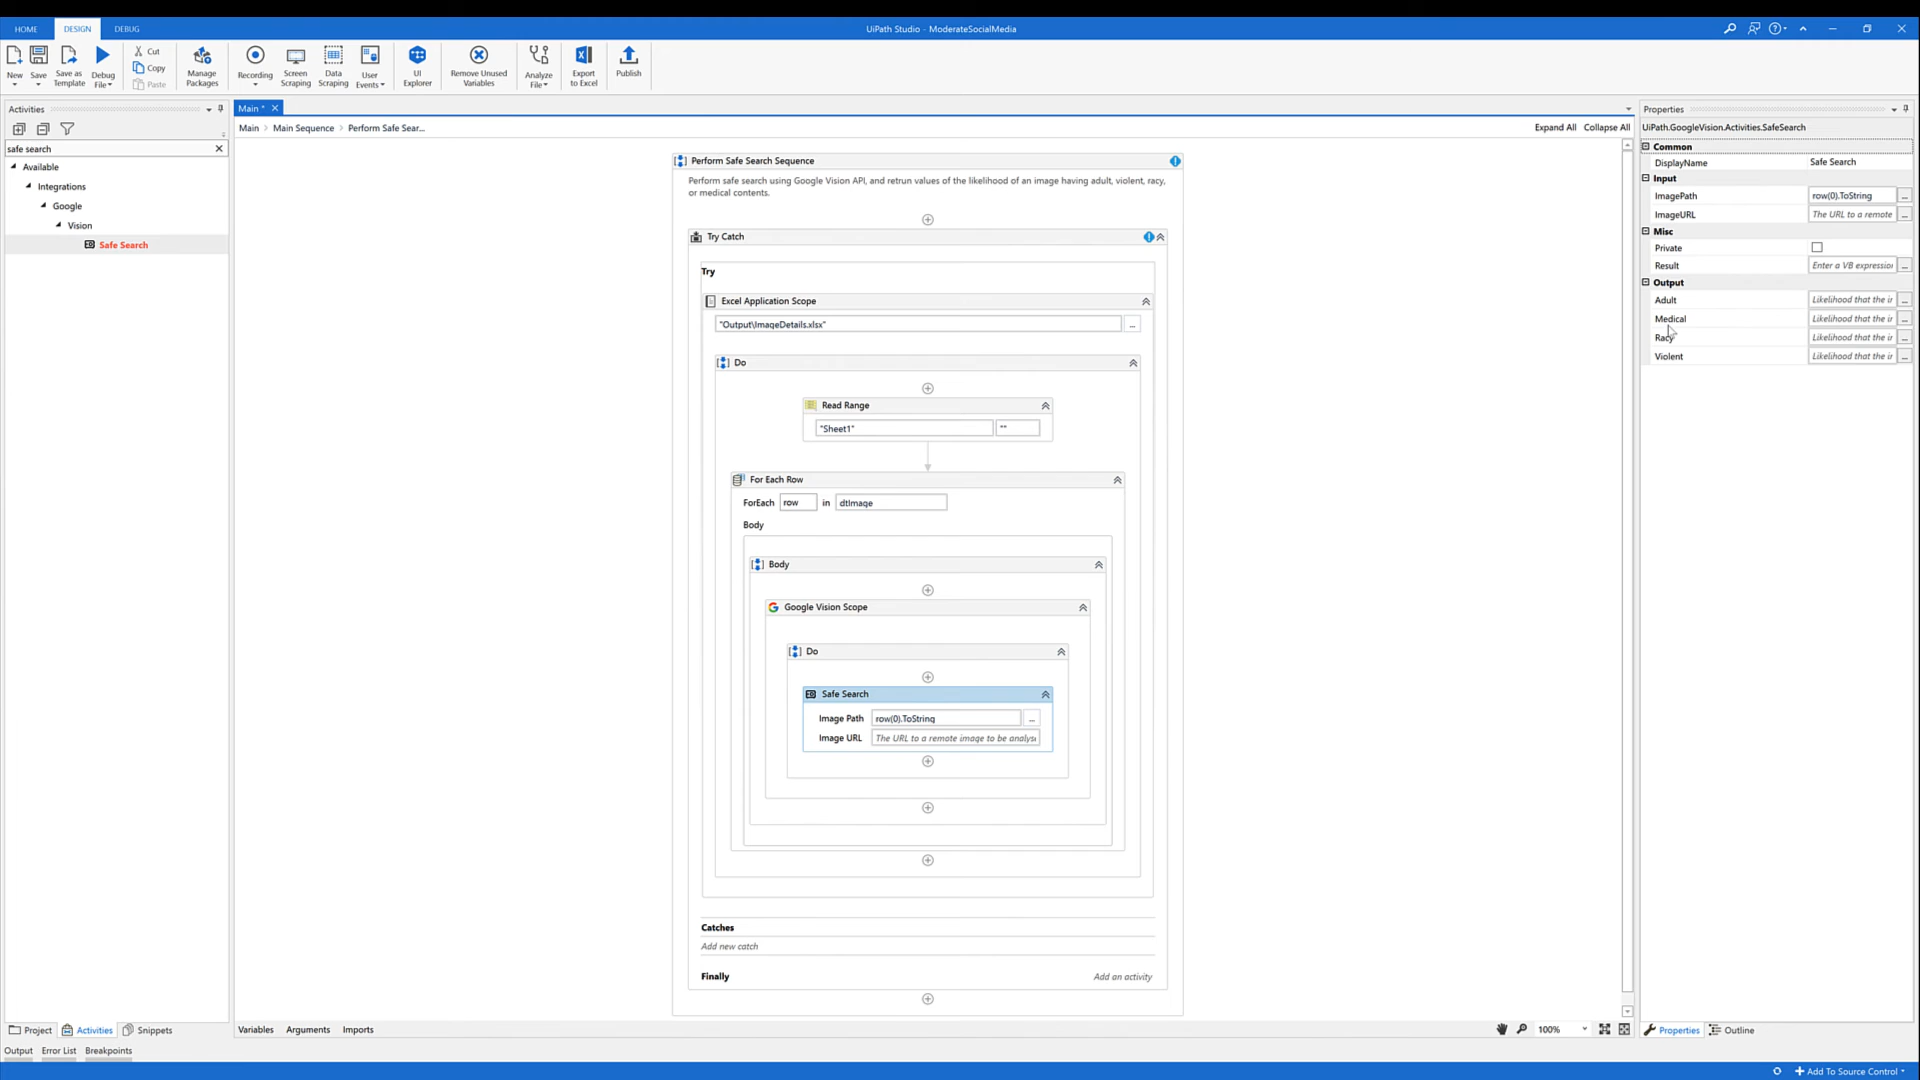 HOME DESIGN DEBUG
UiPath Studio - ModerateSocialMedia
New
Save
Save as Template
Debug File
Cut
Copy
Paste
Manage Packages
Recording
Screen Scraping
Data Scraping
User Events
UI Explorer
Remove Unused Variables
Analyze File
Export to Excel
Publish
Activities
safe search
Available
Integrations
Google
Vision
Safe Search
Main *
Main > Main Sequence > Perform Safe Sear...
Expand All Collapse All
Perform Safe Search Sequence
Perform safe search using Google Vision API, and retrun values of the likelihood of an image having adult, violent, racy,
or medical contents.
Try Catch
Try
Excel Application Scope
"Output\ImageDetails.xlsx"
...
Do
Read Range
"Sheet1" ""
For Each Row
ForEach row in dtImage
Body
Body
Google Vision Scope
Do
Safe Search
Image Path row(0).ToString ...
Image URL The URL to a remote image to be analys
Catches
Add new catch
Finally Add an activity
Variables Arguments Imports
100%
Properties
UiPath.GoogleVision.Activities.SafeSearch
Common
DisplayName Safe Search
Input
ImagePath row(0).ToString ...
ImageURL The URL to a remote ...
Misc
Private
Result Enter a VB expression ...
Output
Adult Likelihood that the ir ...
Medical Likelihood that the ir ...
Racy Likelihood that the ir ...
Violent Likelihood that the ir ...
Project Activities Snippets
Properties Outline
Output Error List Breakpoints
Add To Source Control